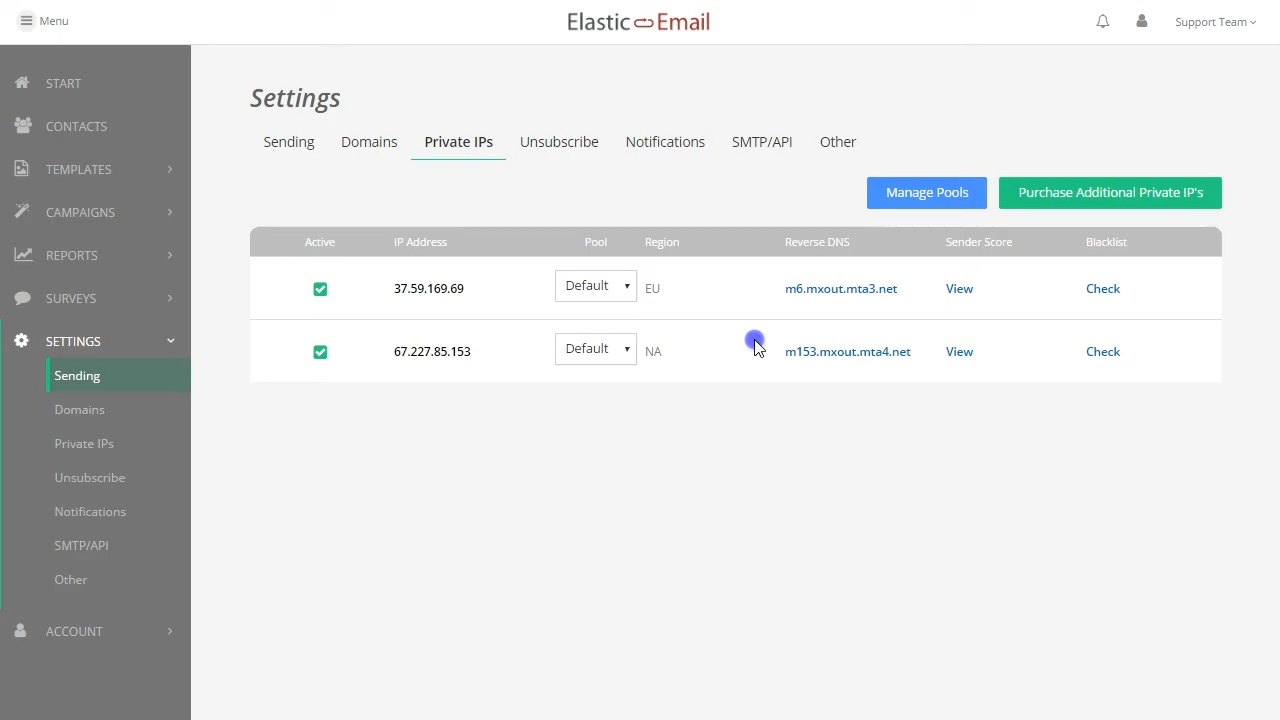 Menu
Elastic Email
Support Team
START
CONTACTS
TEMPLATES
CAMPAIGNS
REPORTS
SURVEYS
SETTINGS
Sending
Domains
Private IPs
Unsubscribe
Notifications
SMTP/API
Other
ACCOUNT
Settings
Sending Domains Private IPs Unsubscribe Notifications SMTP/API Other
Manage Pools Purchase Additional Private IP's
Active IP Address Pool Region Reverse DNS Sender Score Blacklist
37.59.169.69 Default EU m6.mxout.mta3.net View Check
67.227.85.153 Default NA m153.mxout.mta4.net View Check